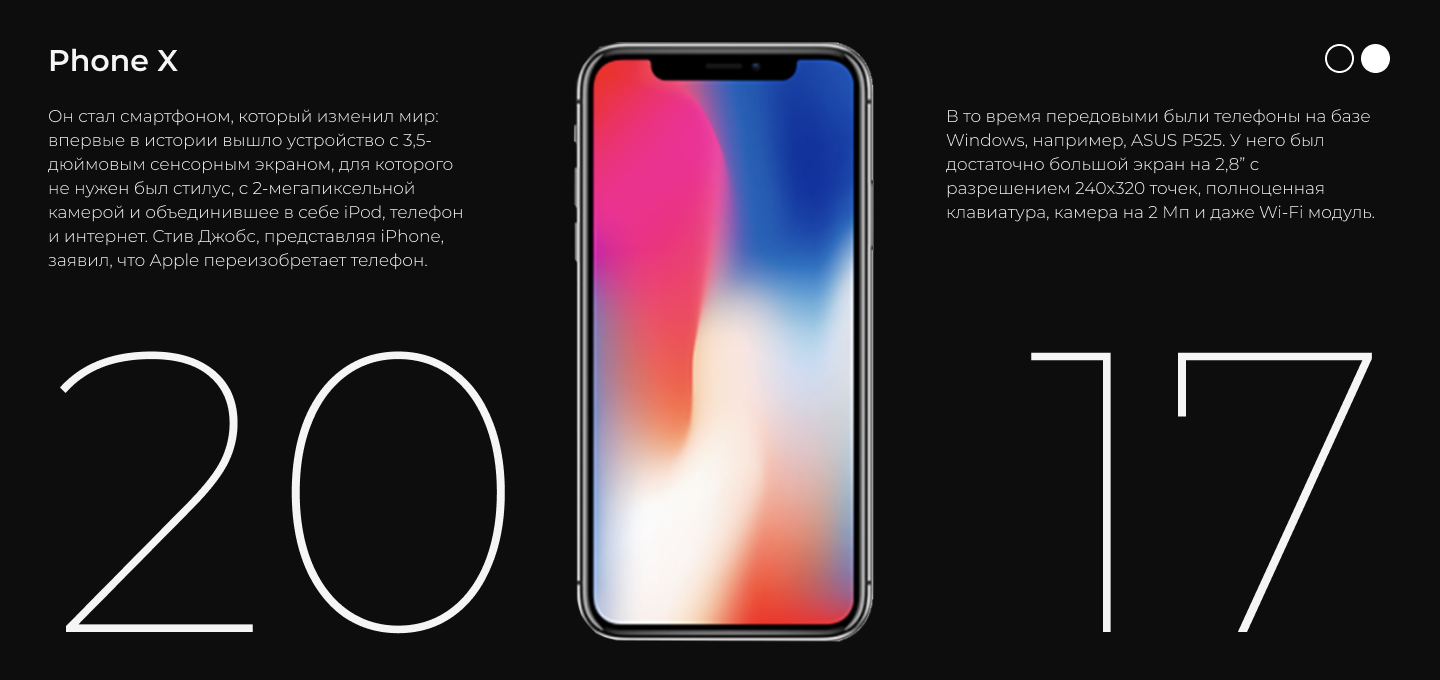 Phone X
Он стал смартфоном, который изменил мир:
впервые в истории вышло устройство с 3,5-
дюймовым сенсорным экраном, для которого
не нужен был стилус, с 2-мегапиксельной
камерой и объединившее в себе iPod, телефон
и интернет. Стив Джобс, представляя iPhone,
заявил, что Apple переизобретает телефон.
В то время передовыми были телефоны на базе
Windows, например, ASUS P525. У него был
достаточно большой экран на 2,8” с
разрешением 240x320 точек, полноценная
клавиатура, камера на 2 Мп и даже Wi-Fi модуль.
20 17